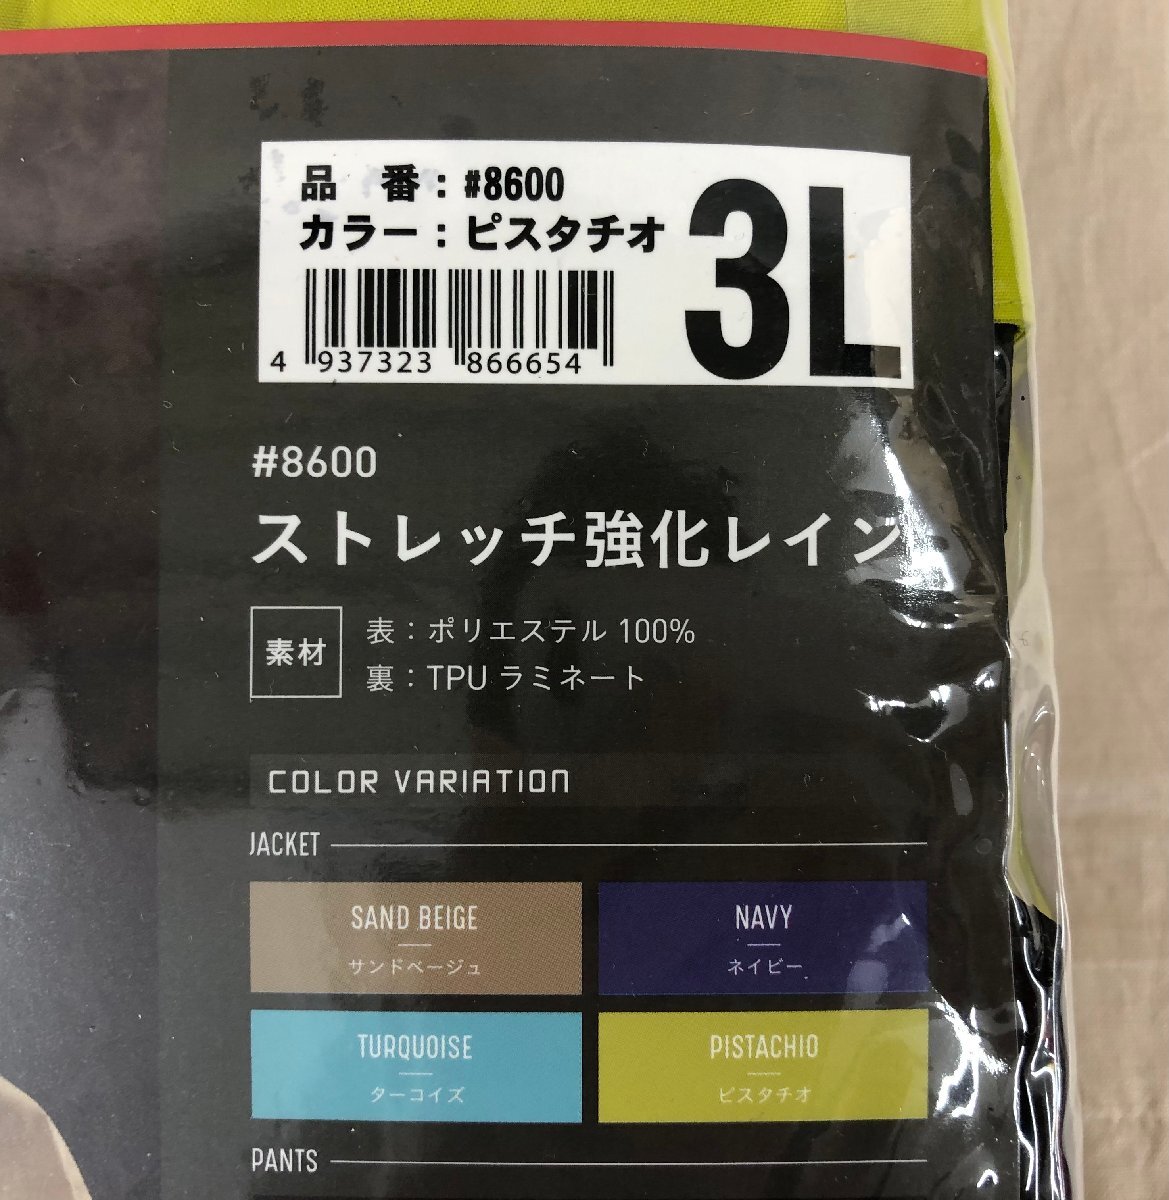 品　番：#8600
カラー：ピスタチオ
3L
4 937323 866654
#8600
ストレッチ強化レイン
素材
表：ポリエステル 100%
裏：TPU ラミネート
COLOR VARIATION
JACKET
SAND BEIGE
サンドベージュ
NAVY
ネイビー
TURQUOISE
ターコイズ
PISTACHIO
ピスタチオ
PANTS